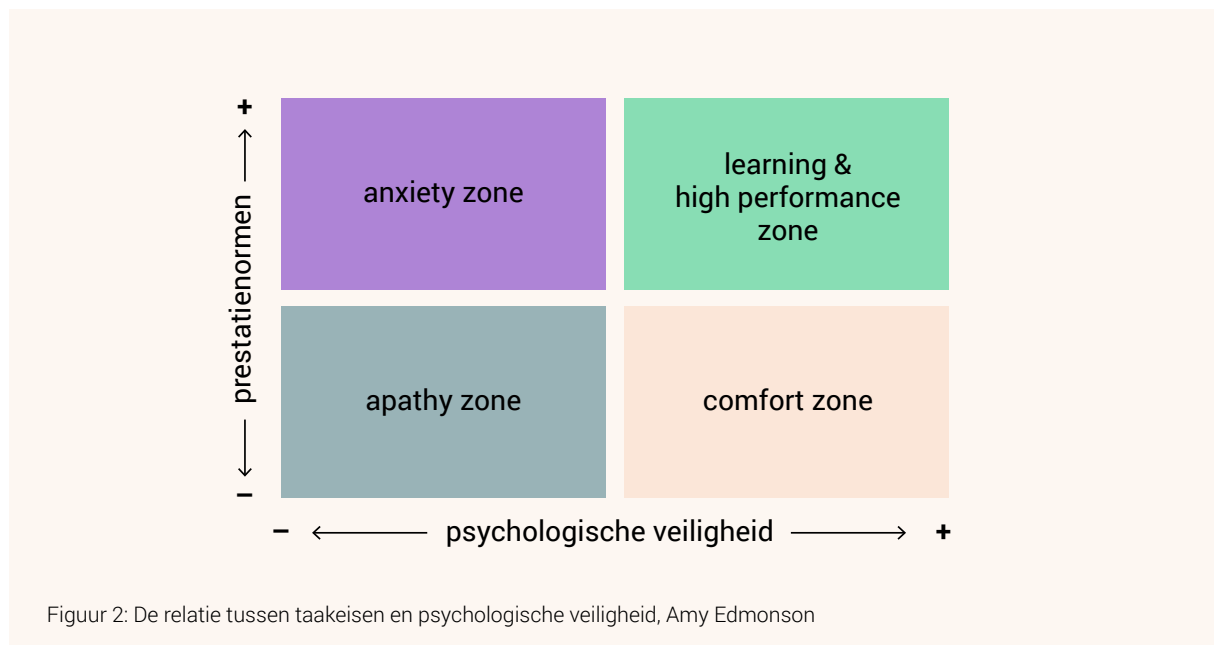 +
prestatienormen
–
anxiety zone
learning &
high performance
zone
apathy zone
comfort zone
– psychologische veiligheid +
Figuur 2: De relatie tussen taakeisen en psychologische veiligheid, Amy Edmonson